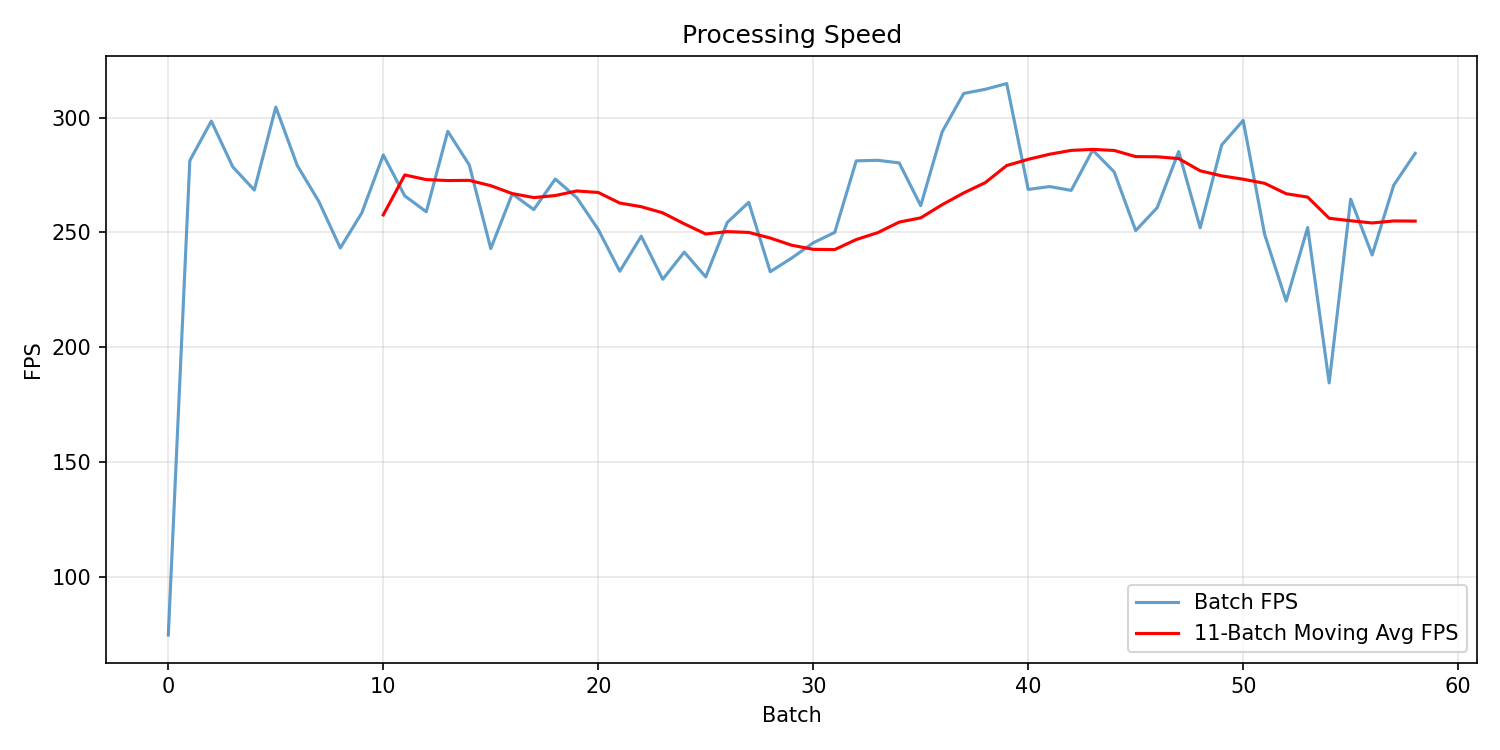 Processing Speed
FPS
300
250
200
150
100
0 10 20 30 40 50 60
Batch
Batch FPS
11-Batch Moving Avg FPS